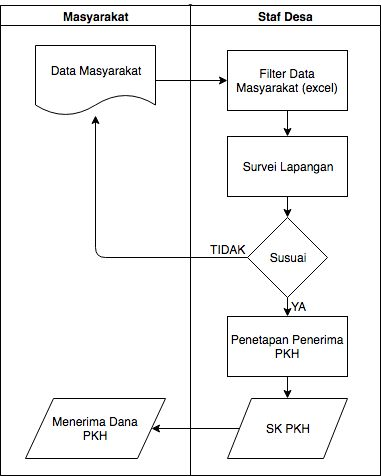 Masyarakat
Staf Desa
Data Masyarakat
Filter Data
Masyarakat (excel)
Survei Lapangan
TIDAK
Susuai
YA
Penetapan Penerima
PKH
Menerima Dana
PKH
SK PKH